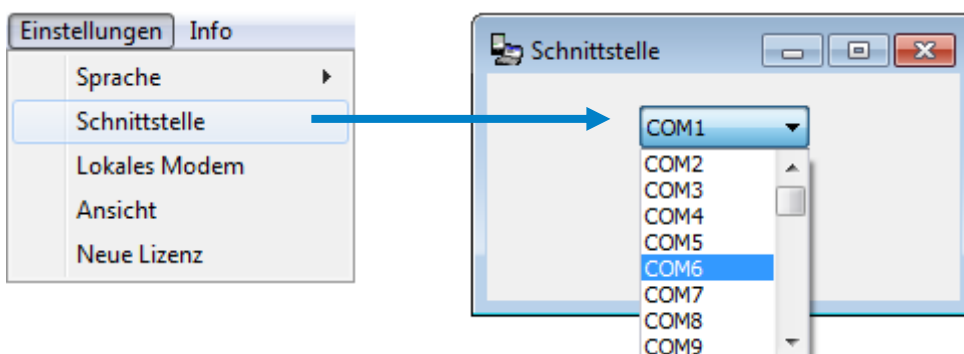 Einstellungen Info
Sprache
Schnittstelle
Lokales Modem
Ansicht
Neue Lizenz
Schnittstelle
COM1
COM2
COM3
COM4
COM5
COM6
COM7
COM8
COM9